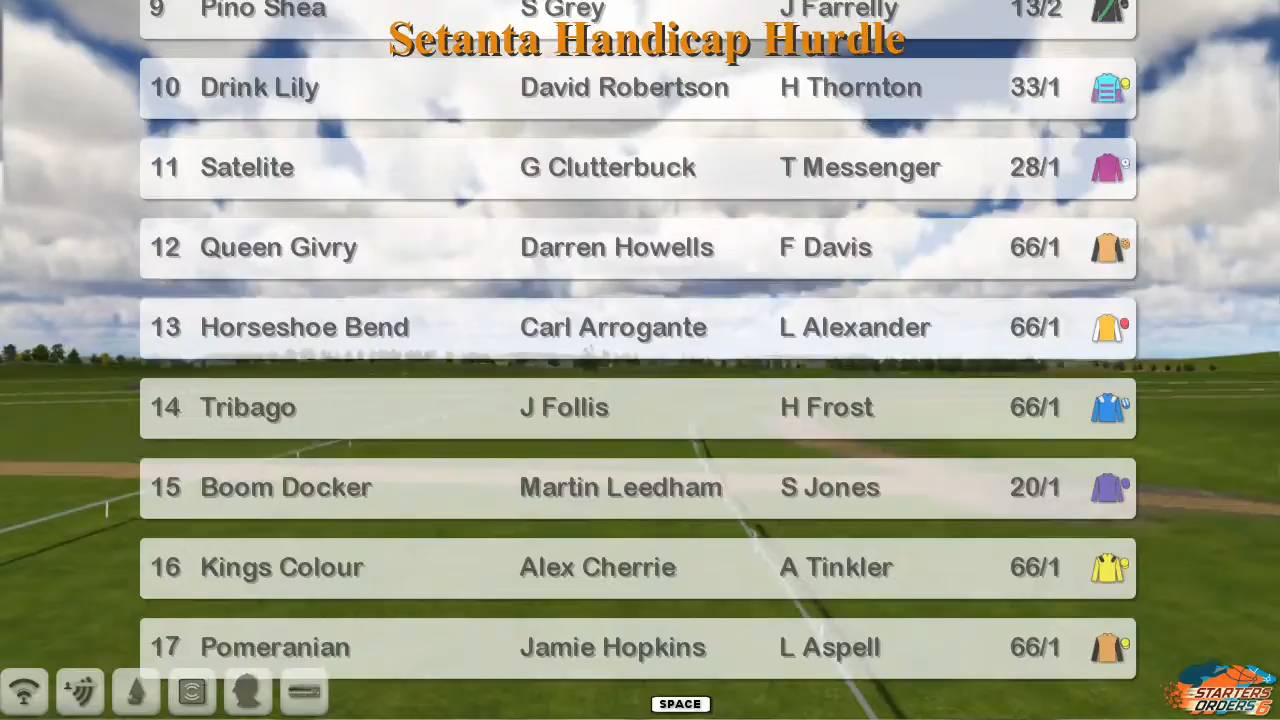 9 Pino Shea S Grey J Farrelly 13/2
Setanta Handicap Hurdle
10 Drink Lily David Robertson H Thornton 33/1
11 Satelite G Clutterbuck T Messenger 28/1
12 Queen Givry Darren Howells F Davis 66/1
13 Horseshoe Bend Carl Arrogante L Alexander 66/1
14 Tribago J Follis H Frost 66/1
15 Boom Docker Martin Leedham S Jones 20/1
16 Kings Colour Alex Cherrie A Tinkler 66/1
17 Pomeranian Jamie Hopkins L Aspell 66/1
SPACE
STARTERS
ORDERS 6